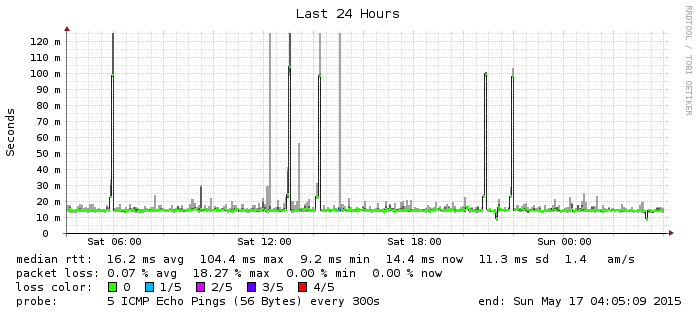 Last 24 Hours
RRDTOOL / TOBI OETIKER
Seconds
120 m
110 m
100 m
90 m
80 m
70 m
60 m
50 m
40 m
30 m
20 m
10 m
0
Sat 06:00 Sat 12:00 Sat 18:00 Sun 00:00
median rtt: 16.2 ms avg 104.4 ms max 9.2 ms min 14.4 ms now 11.3 ms sd 1.4 am/s
packet loss: 0.07 % avg 18.27 % max 0.00 % min 0.00 % now
loss color: 0 1/5 2/5 3/5 4/5
probe: 5 ICMP Echo Pings (56 Bytes) every 300s end: Sun May 17 04:05:09 2015